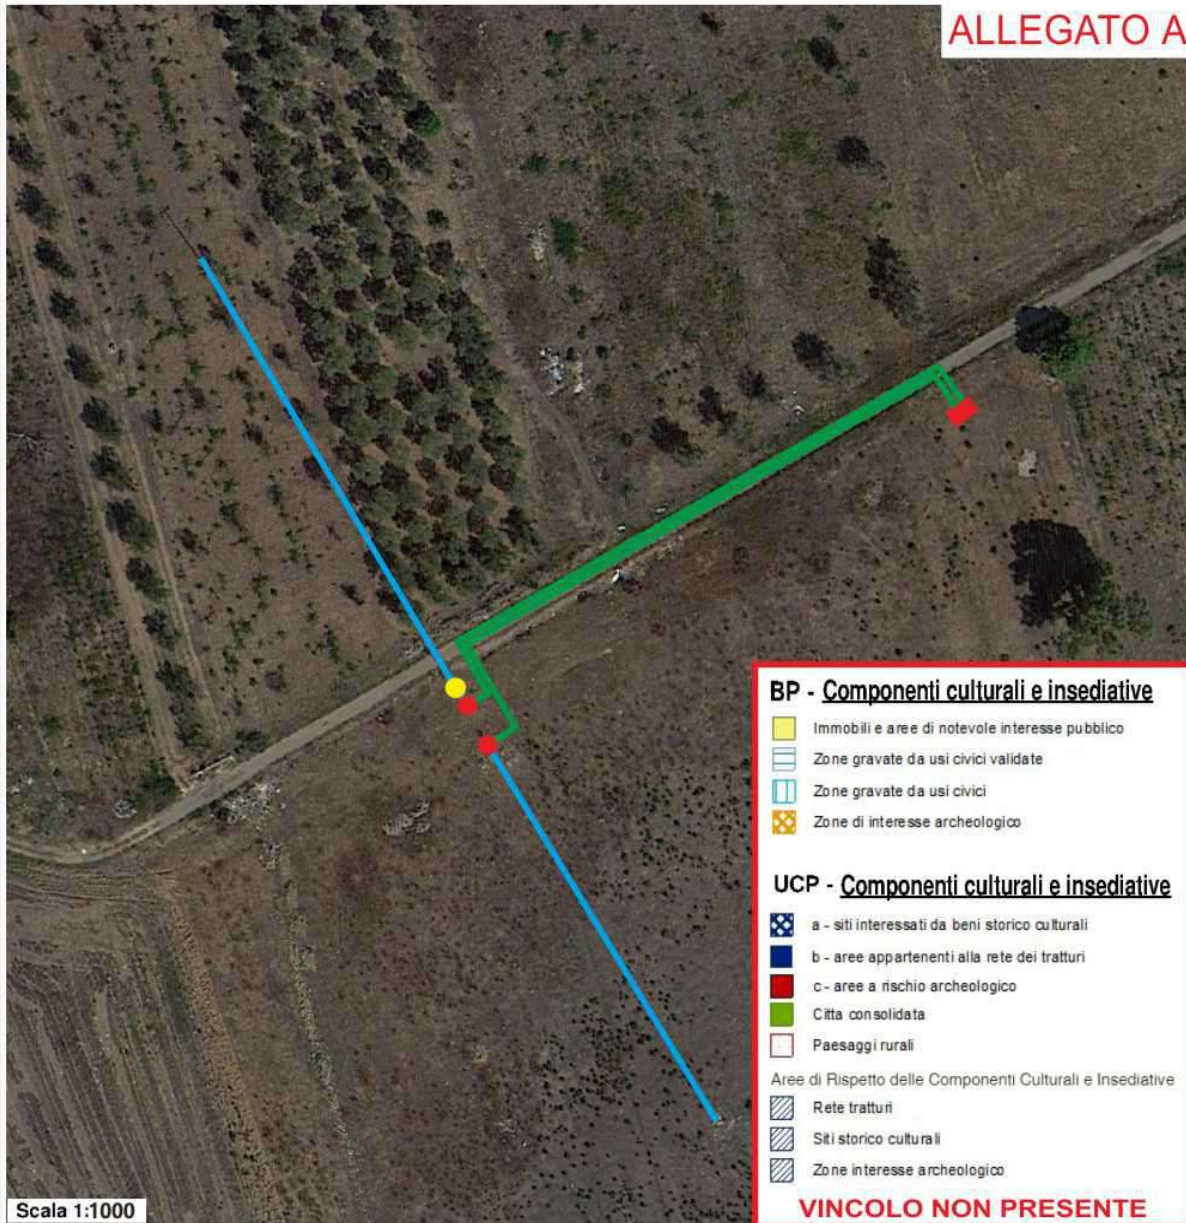 ALLEGATO A
BP - Componenti culturali e insediative
Immobili e aree di notevole interesse pubblico
Zone gravate da usi civici validate
Zone gravate da usi civici
Zone di interesse archeologico
UCP - Componenti culturali e insediative
a - siti interessati da beni storico culturali
b - aree appartenenti alla rete dei tratturi
c - aree a rischio archeologico
Citta consolidata
Paesaggi rurali
Aree di Rispetto delle Componenti Culturali e Insediative
Rete tratturi
Siti storico culturali
Zone interesse archeologico
VINCOLO NON PRESENTE
Scala 1:1000